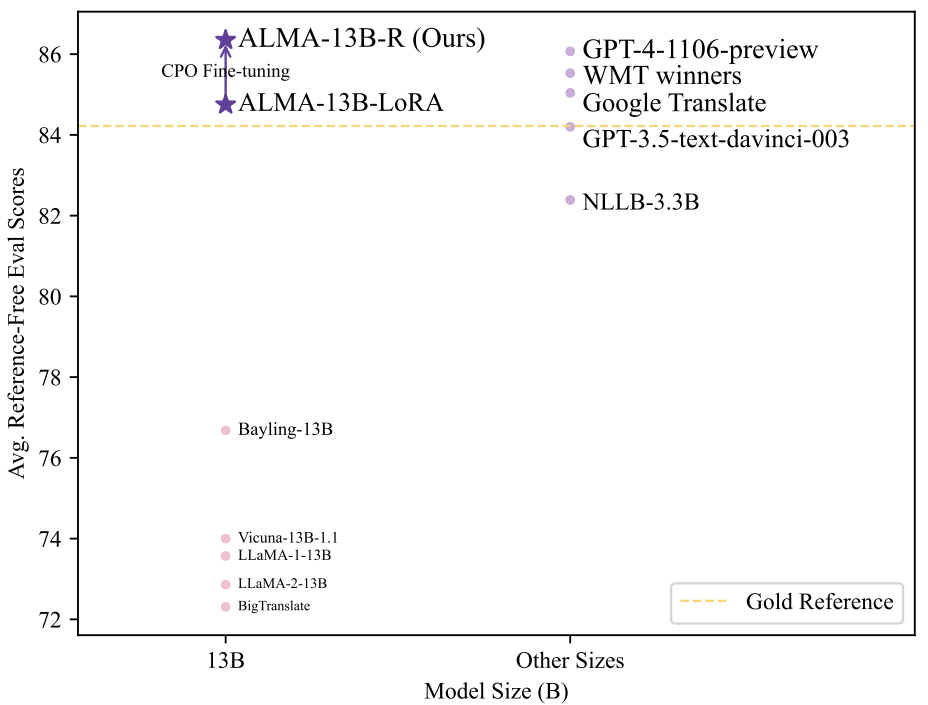 86
84
82
80
78
76
74
72
Avg. Reference-Free Eval Scores
ALMA-13B-R (Ours)
CPO Fine-tuning
ALMA-13B-LoRA
Bayling-13B
Vicuna-13B-1.1
LLaMA-1-13B
LLaMA-2-13B
BigTranslate
GPT-4-1106-preview
WMT winners
Google Translate
GPT-3.5-text-davinci-003
NLLB-3.3B
Gold Reference
13B
Other Sizes
Model Size (B)